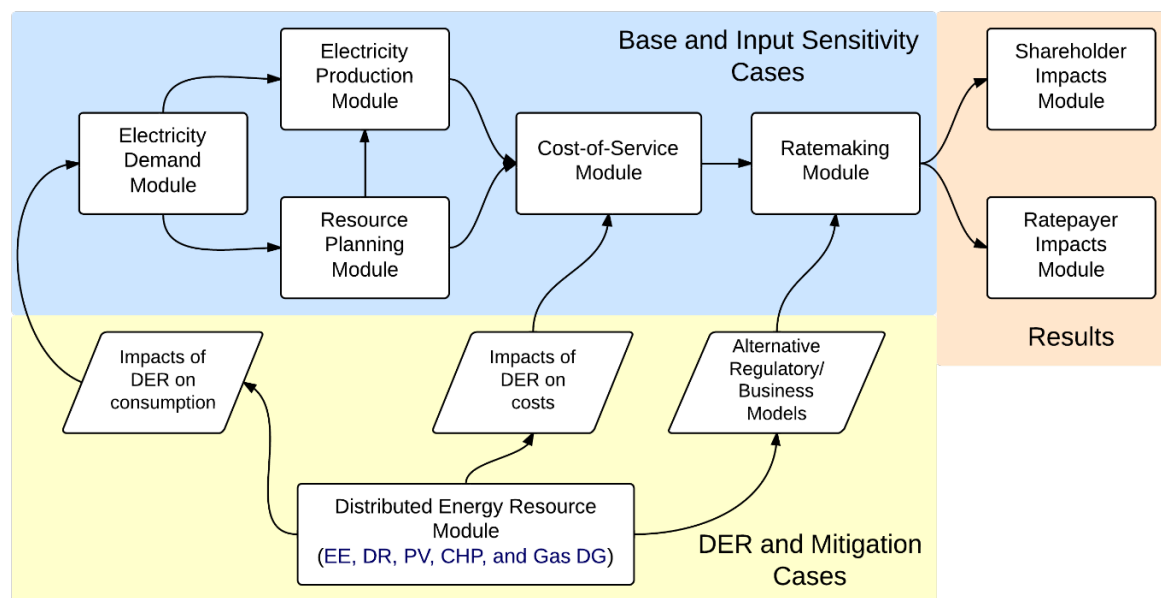 Base and Input Sensitivity
Cases
Electricity
Production
Module
Electricity
Demand
Module
Resource
Planning
Module
Cost-of-Service
Module
Ratemaking
Module
Shareholder
Impacts
Module
Ratepayer
Impacts
Module
Results
Impacts of
DER on
consumption
Impacts of
DER on
costs
Alternative
Regulatory/
Business
Models
Distributed Energy Resource
Module
(EE, DR, PV, CHP, and Gas DG)
DER and Mitigation
Cases